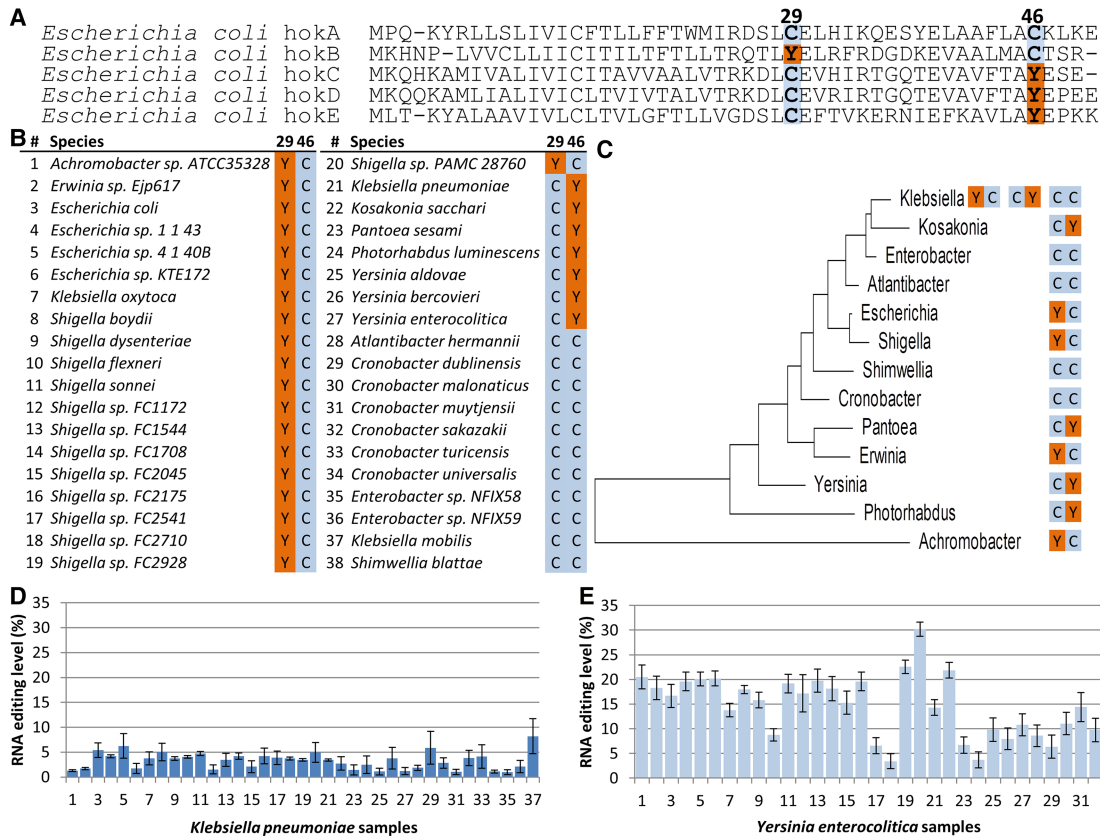 A
29 46
Escherichia coli hokA MPQ-KYRLLSLIVICFTLLFFTWMIRDSLCELHIKQESYELAAFLACKLKE
Escherichia coli hokB MKHNP-LVVCLLIICITILTFTLLTRQTLYELRFRDGDKEVAALMACTSR-
Escherichia coli hokC MKQHKAMIVALIVICITAVVAALVTRKDLCEVHIRTGQTEVAVFTAYESE-
Escherichia coli hokD MKQQKAMLIALIVICLTVIVTALVTRKDLCEVRIRTGQTEVAVFTAYEPEE
Escherichia coli hokE MLT-KYALAAVIVLCLTVLGFTLLVGDSLCEFTVKERNIEFKAVLAYEPKK
B
# Species 29 46
1 Achromobacter sp. ATCC35328 Y C
2 Erwinia sp. Ejp617 Y C
3 Escherichia coli Y C
4 Escherichia sp. 1 1 43 Y C
5 Escherichia sp. 4 1 40B Y C
6 Escherichia sp. KTE172 Y C
7 Klebsiella oxytoca Y C
8 Shigella boydii Y C
9 Shigella dysenteriae Y C
10 Shigella flexneri Y C
11 Shigella sonnei Y C
12 Shigella sp. FC1172 Y C
13 Shigella sp. FC1544 Y C
14 Shigella sp. FC1708 Y C
15 Shigella sp. FC2045 Y C
16 Shigella sp. FC2175 Y C
17 Shigella sp. FC2541 Y C
18 Shigella sp. FC2710 Y C
19 Shigella sp. FC2928 Y C
# Species 29 46
20 Shigella sp. PAMC 28760 Y C
21 Klebsiella pneumoniae C Y
22 Kosakonia sacchari C Y
23 Pantoea sesami C Y
24 Photorhabdus luminescens C Y
25 Yersinia aldovae C Y
26 Yersinia bercovieri C Y
27 Yersinia enterocolitica C Y
28 Atlantibacter hermannii C C
29 Cronobacter dublinensis C C
30 Cronobacter malonaticus C C
31 Cronobacter muytjensii C C
32 Cronobacter sakazakii C C
33 Cronobacter turicensis C C
34 Cronobacter universalis C C
35 Enterobacter sp. NFIX58 C C
36 Enterobacter sp. NFIX59 C C
37 Klebsiella mobilis C C
38 Shimwellia blattae C C
C
Klebsiella Y C C Y C C
Kosakonia C Y
Enterobacter C C
Atlantibacter C C
Escherichia Y C
Shigella Y C
Shimwellia C C
Cronobacter C C
Pantoea C Y
Erwinia Y C
Yersinia C Y
Photorhabdus C Y
Achromobacter Y C
D
RNA editing level (%)
35
30
25
20
15
10
5
0
1 3 5 7 9 11 13 15 17 19 21 23 25 27 29 31 33 35 37
Klebsiella pneumoniae samples
E
RNA editing level (%)
35
30
25
20
15
10
5
0
1 3 5 7 9 11 13 15 17 19 21 23 25 27 29 31
Yersinia enterocolitica samples